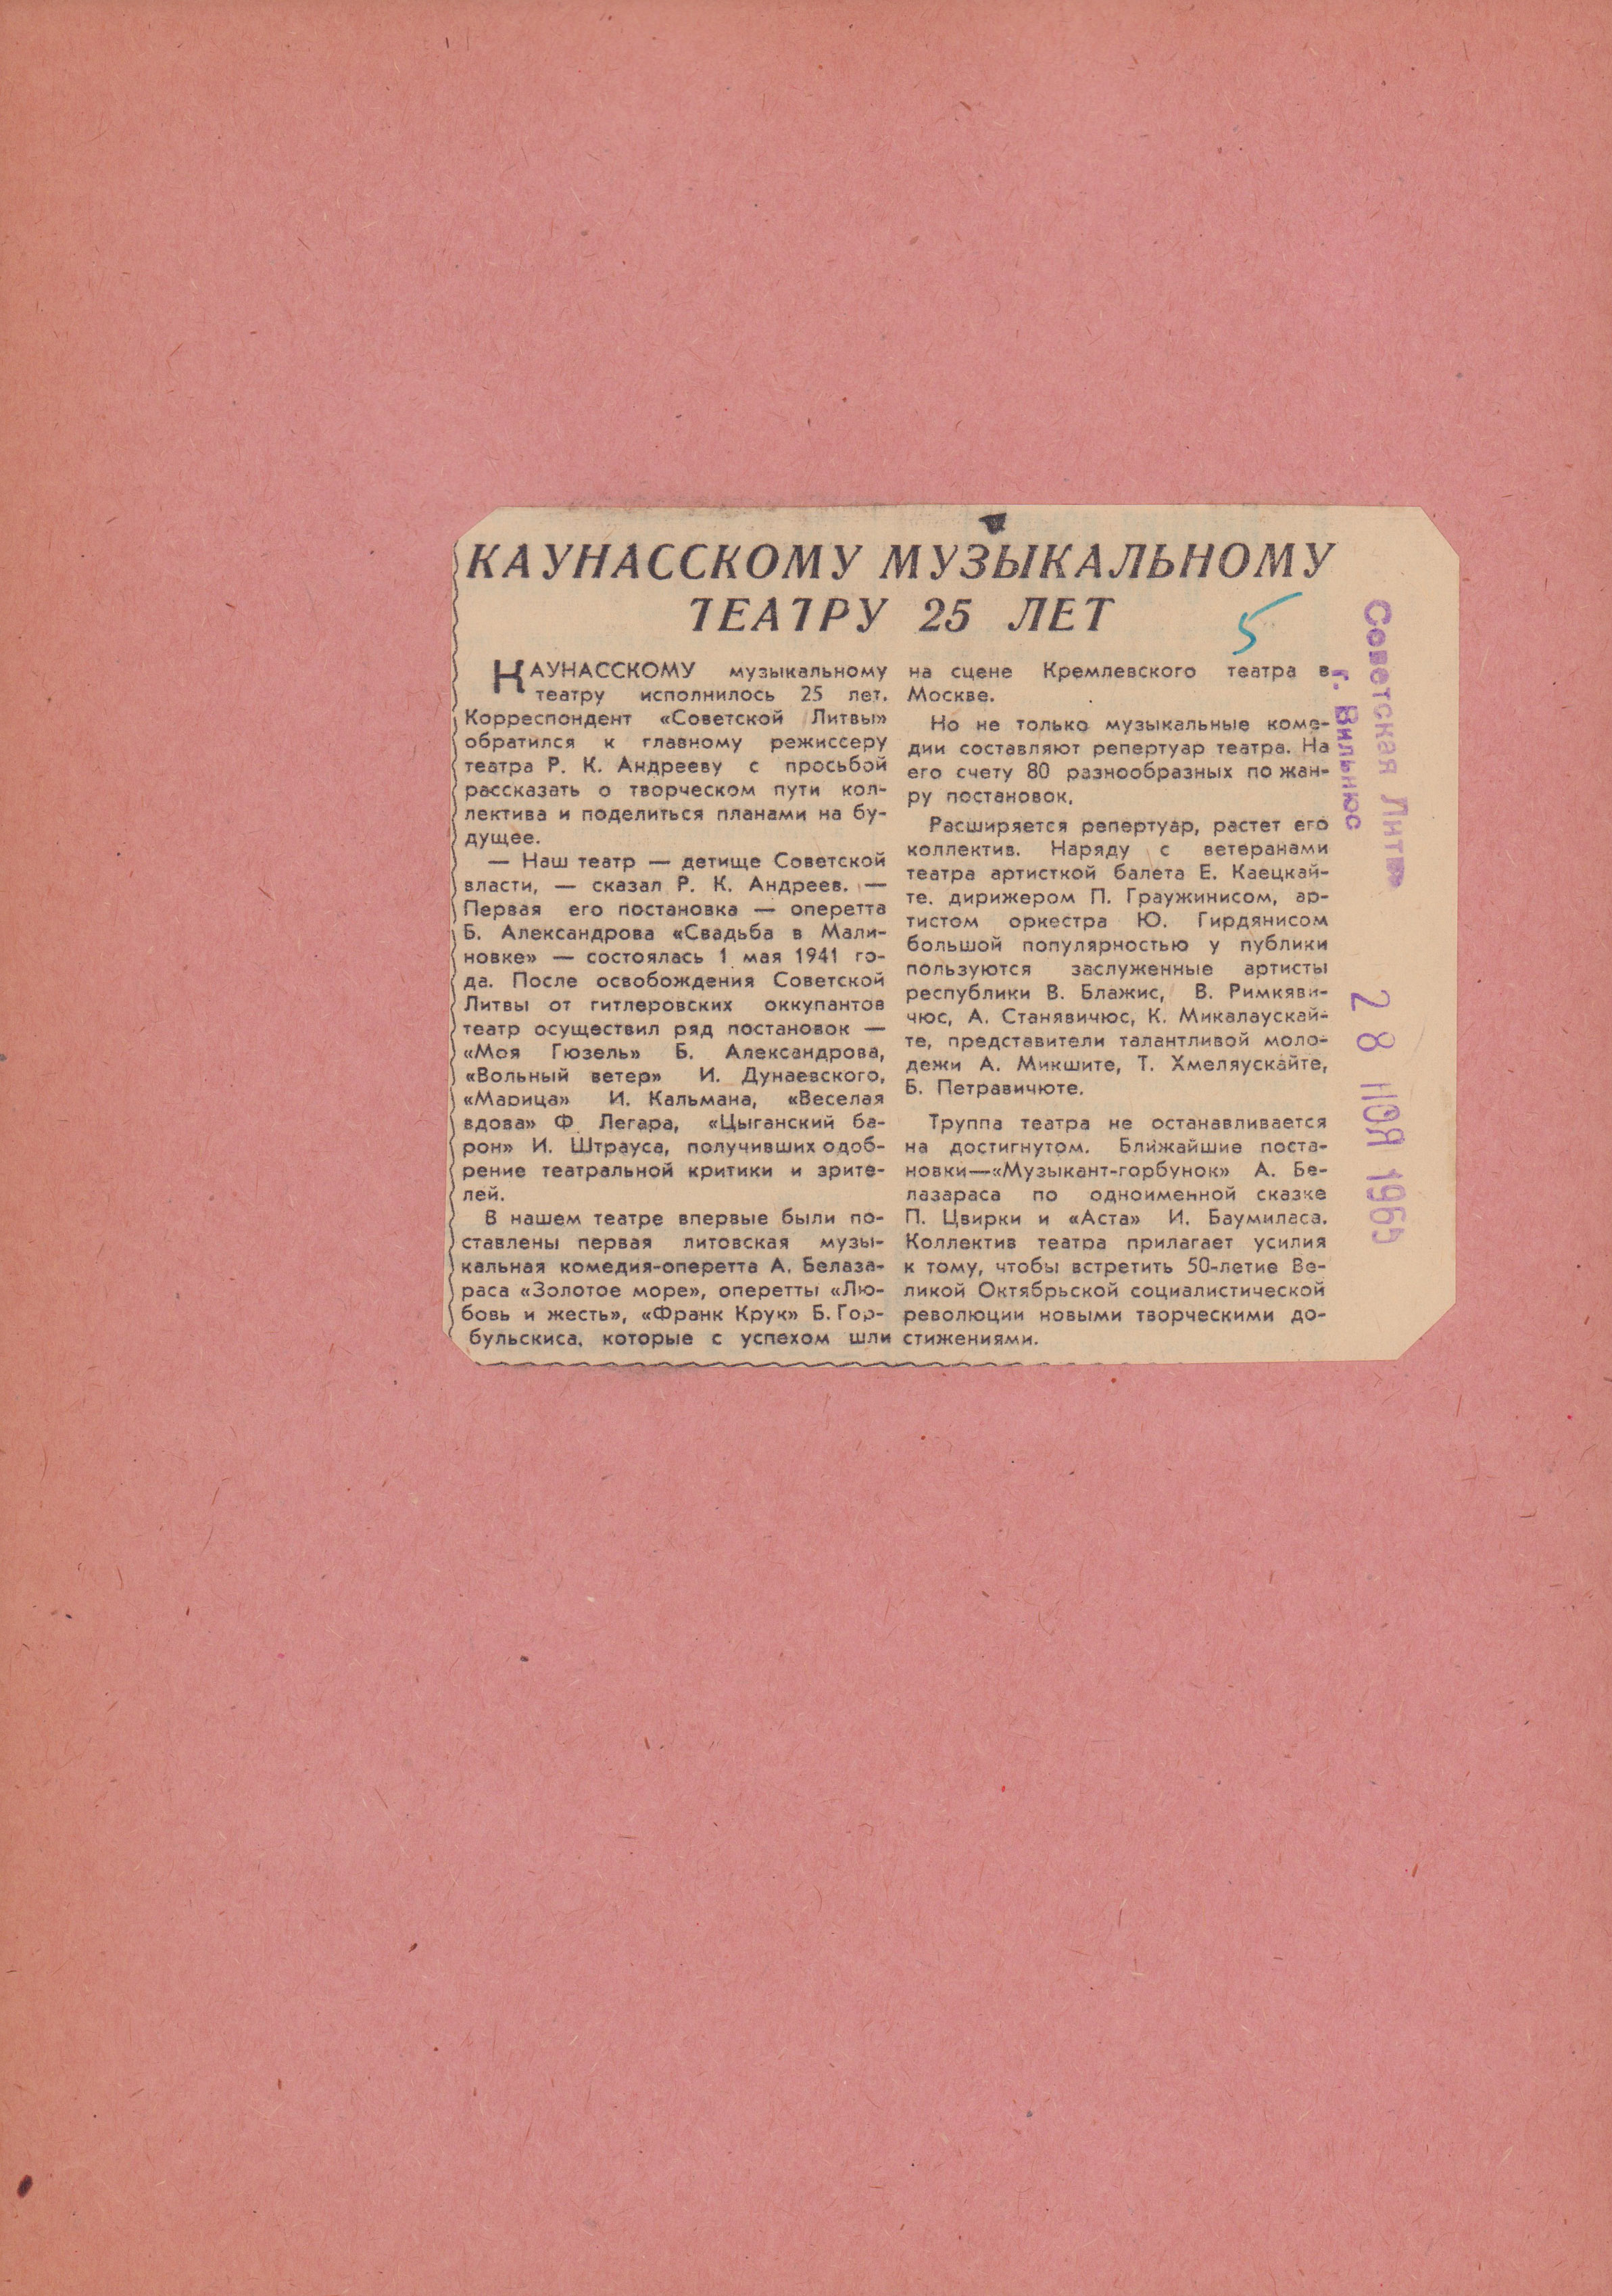 КАУНАССКОМУ МУЗЫКАЛЬНОМУ
ТЕАТРУ 25 ЛЕТ
5
КАУНАССКОМУ музыкальному
театру исполнилось 25 лет.
Корреспондент «Советской Литвы»
обратился к главному режиссеру
театра Р. К. Андрееву с просьбой
рассказать о творческом пути кол-
лектива и поделиться планами на бу-
дущее.
— Наш театр — детище Советской
власти, — сказал Р. К. Андреев. —
Первая его постановка — оперетта
Б. Александрова «Свадьба в Мали-
новке» — состоялась 1 мая 1941 го-
да. После освобождения Советской
Литвы от гитлеровских оккупантов
театр осуществил ряд постановок —
«Моя Гюзель» Б. Александрова,
«Вольный ветер» И. Дунаевского,
«Марица» И. Кальмана, «Веселая
вдова» Ф. Легара, «Цыганский ба-
рон» И. Штрауса, получивших одоб-
рение театральной критики и зрите-
лей.
В нашем театре впервые были по-
ставлены первая литовская музы-
кальная комедия-оперетта А. Белаза-
раса «Золотое море», оперетты «Лю-
бовь и жесть», «Франк Крук» Б. Гор-
бульскиса, которые с успехом шли
на сцене Кремлевского театра в
Москве.
Но не только музыкальные коме-
дии составляют репертуар театра. На
его счету 80 разнообразных по жан-
ру постановок.
Расширяется репертуар, растет его
коллектив. Наряду с ветеранами
театра артисткой балета Е. Каецкай-
те, дирижером П. Граужинисом, ар-
тистом оркестра Ю. Гирдянисом
большой популярностью у публики
пользуются заслуженные артисты
республики В. Блажис, В. Римкяви-
чюс, А. Станявичюс, К. Микалаускай-
те, представители талантливой моло-
дежи А. Микшите, Т. Хмеляускайте,
Б. Петравичюте.
Труппа театра не останавливается
на достигнутом. Ближайшие поста-
новки—«Музыкант-горбунок» А. Бе-
лазараса по одноименной сказке
П. Цвирки и «Аста» И. Баумиласа.
Коллектив театра прилагает усилия
к тому, чтобы встретить 50-летие Ве-
ликой Октябрьской социалистической
революции новыми творческими до-
стижениями.
Советская Литва
г. Вильнюс
28 НОЯ